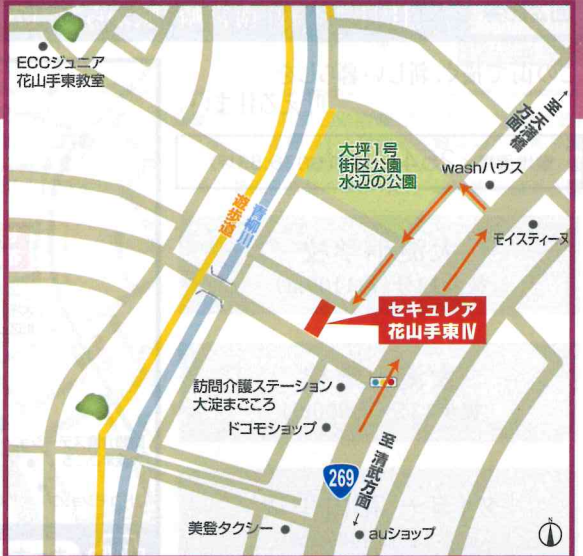 ECCジュニア
花山手東教室
大坪1号
街区公園
水辺の公園
至 天満橋
方面
washハウス
モイスティーヌ
青柳川
遊歩道
セキュレア
花山手東Ⅳ
訪問介護ステーション
大淀まごころ
ドコモショップ
至 清武方面
269
美登タクシー
auショップ
N